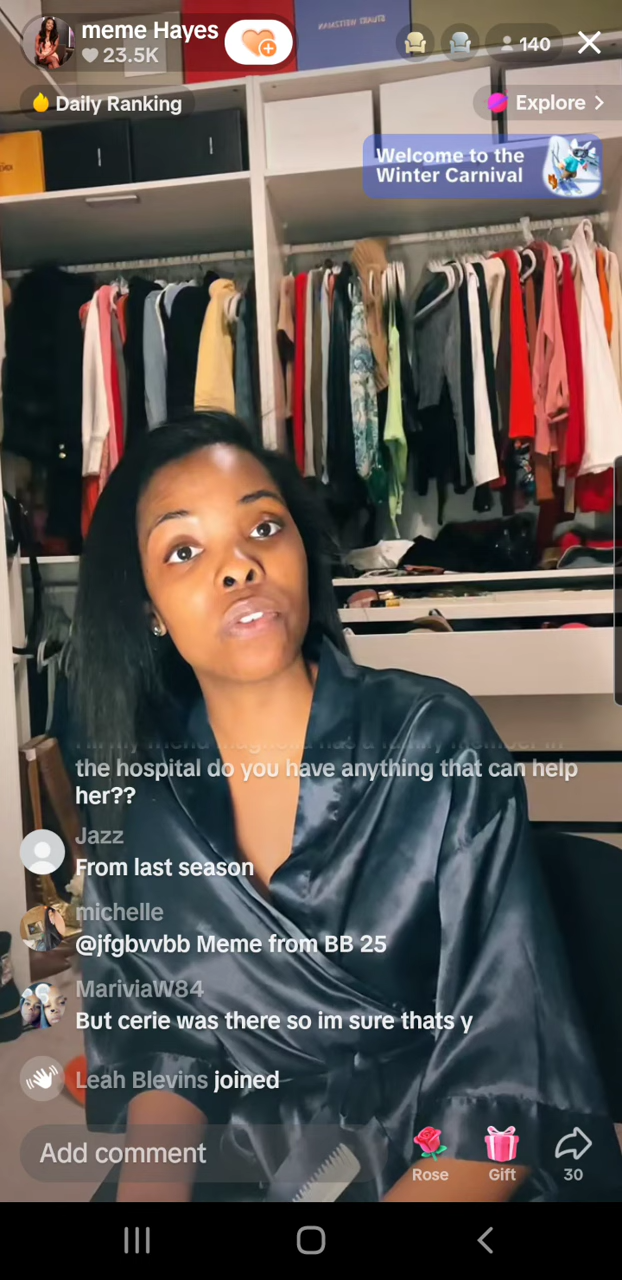 meme Hayes
23.5K
140
Daily Ranking
Explore
Welcome to the
Winter Carnival
the hospital do you have anything that can help
her??
Jazz
From last season
michelle
@jfgbvvbb Meme from BB 25
MariviaW84
But cerie was there so im sure thats y
Leah Blevins joined
Add comment
Rose
Gift
30